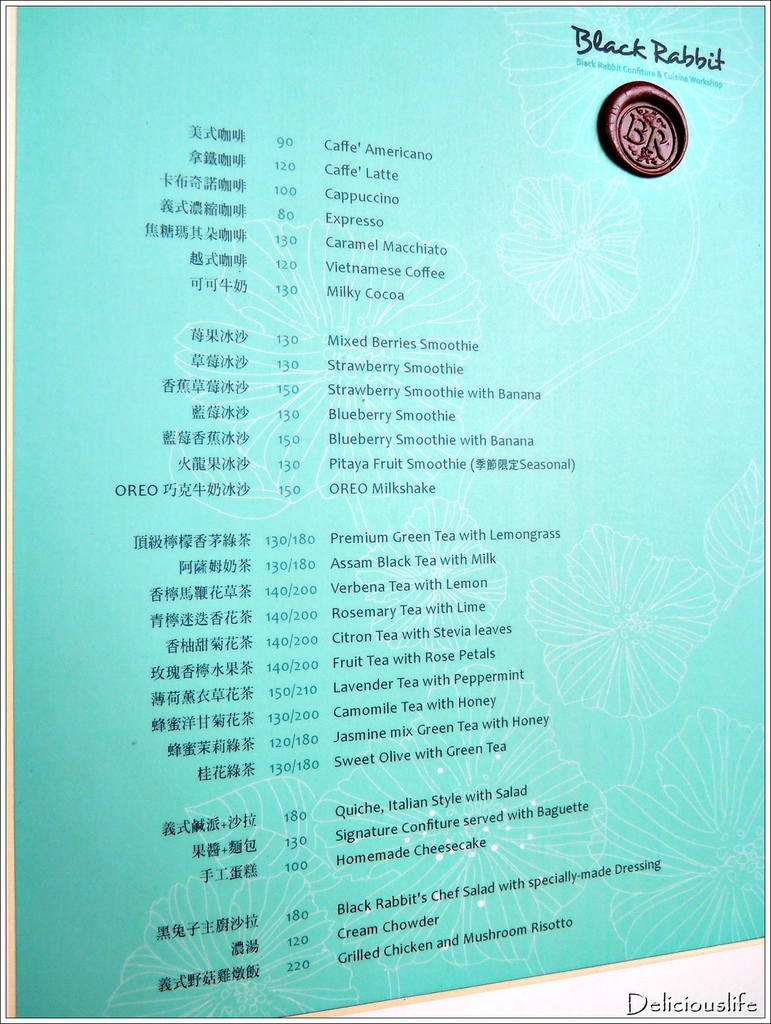 Black Rabbit
Black Rabbit Confiture & Cuisine Workshop
BR
美式咖啡 90 Caffe' Americano
拿鐵咖啡 120 Caffe' Latte
卡布奇諾咖啡 100 Cappuccino
義式濃縮咖啡 80 Expresso
焦糖瑪其朵咖啡 130 Caramel Macchiato
越式咖啡 120 Vietnamese Coffee
可可牛奶 130 Milky Cocoa
莓果冰沙 130 Mixed Berries Smoothie
草莓冰沙 130 Strawberry Smoothie
香蕉草莓冰沙 150 Strawberry Smoothie with Banana
藍莓冰沙 130 Blueberry Smoothie
藍莓香蕉冰沙 150 Blueberry Smoothie with Banana
火龍果冰沙 130 Pitaya Fruit Smoothie (季節限定Seasonal)
OREO 巧克牛奶冰沙 150 OREO Milkshake
頂級檸檬香茅綠茶 130/180 Premium Green Tea with Lemongrass
阿薩姆奶茶 130/180 Assam Black Tea with Milk
香檸馬鞭花草茶 140/200 Verbena Tea with Lemon
青檸迷迭香花茶 140/200 Rosemary Tea with Lime
香柚甜菊花茶 140/200 Citron Tea with Stevia leaves
玫瑰香檸水果茶 140/200 Fruit Tea with Rose Petals
薄荷薰衣草花茶 150/210 Lavender Tea with Peppermint
蜂蜜洋甘菊花茶 130/200 Camomile Tea with Honey
蜂蜜茉莉綠茶 120/180 Jasmine mix Green Tea with Honey
桂花綠茶 130/180 Sweet Olive with Green Tea
義式鹹派+沙拉 180 Quiche, Italian Style with Salad
果醬+麵包 130 Signature Confiture served with Baguette
手工蛋糕 100 Homemade Cheesecake
黑兔子主廚沙拉 180 Black Rabbit's Chef Salad with specially-made Dressing
濃湯 120 Cream Chowder
義式野菇雞燉飯 220 Grilled Chicken and Mushroom Risotto
Deliciouslife